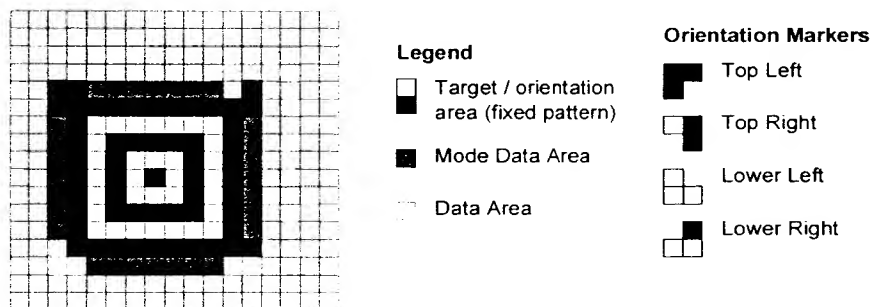 Legend
Target / orientation
area (fixed pattern)
Mode Data Area
Data Area
Orientation Markers
Top Left
Top Right
Lower Left
Lower Right